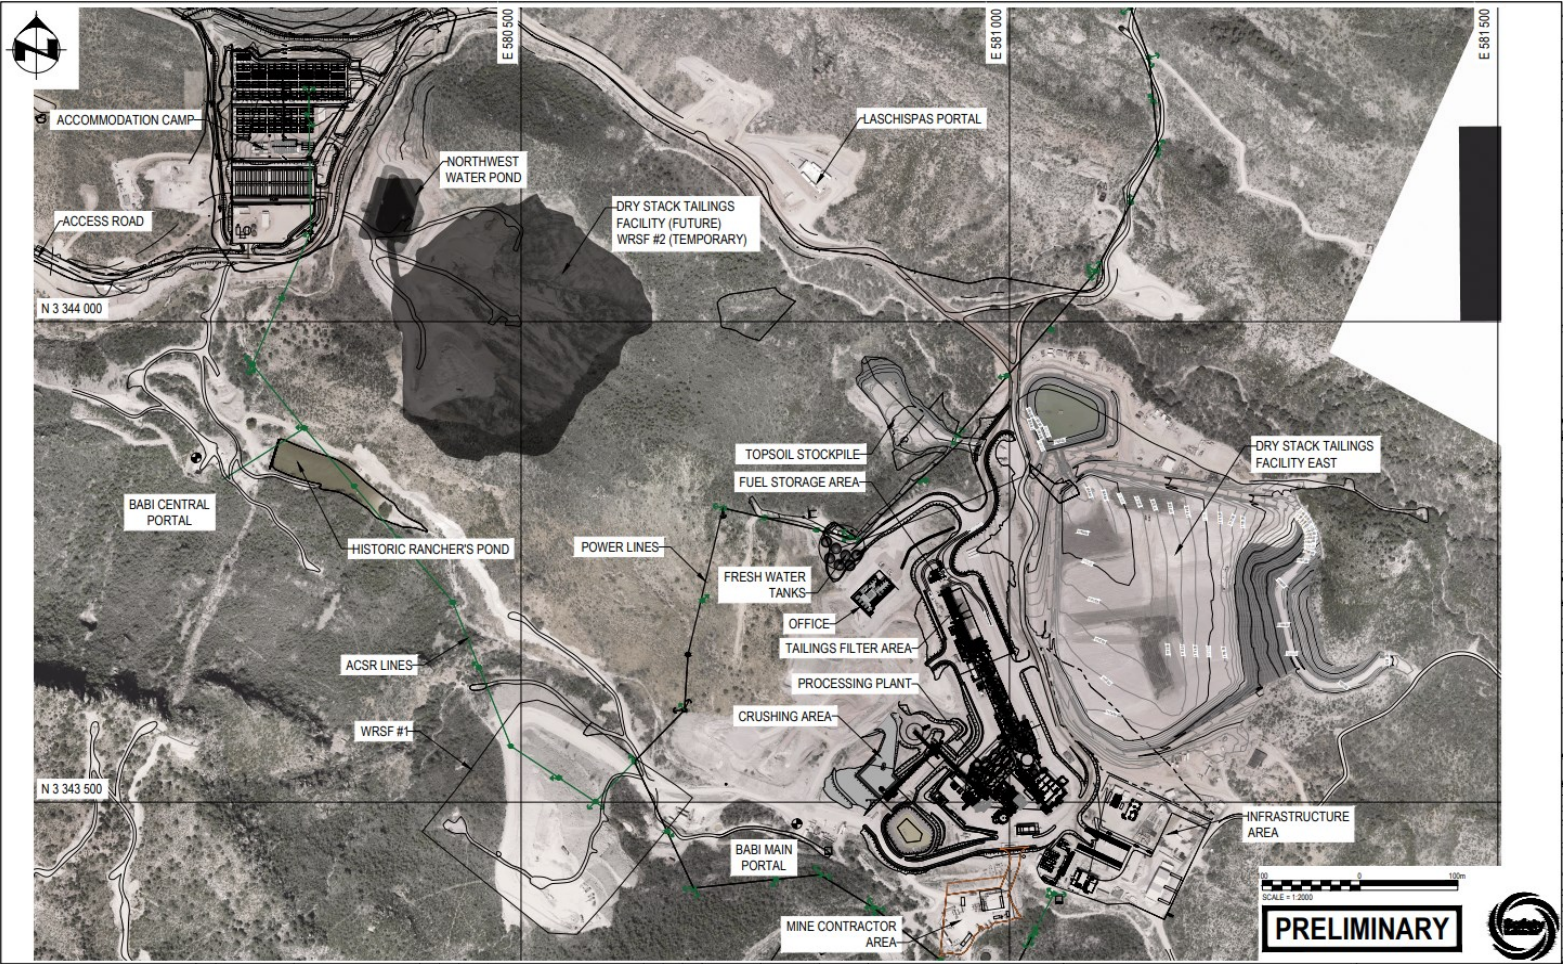 E 580 500
E 581 000
E 581 500
N
ACCOMMODATION CAMP
LASCHISPAS PORTAL
NORTHWEST
WATER POND
DRY STACK TAILINGS
FACILITY (FUTURE)
WRSF #2 (TEMPORARY)
ACCESS ROAD
N 3 344 000
TOPSOIL STOCKPILE
DRY STACK TAILINGS
FACILITY EAST
FUEL STORAGE AREA
BABI CENTRAL
PORTAL
HISTORIC RANCHER'S POND
POWER LINES
FRESH WATER
TANKS
OFFICE
TAILINGS FILTER AREA
ACSR LINES
PROCESSING PLANT
CRUSHING AREA
WRSF #1
N 3 343 500
INFRASTRUCTURE
AREA
BABI MAIN
PORTAL
MINE CONTRACTOR
AREA
0
100m
SCALE = 1:2000
PRELIMINARY